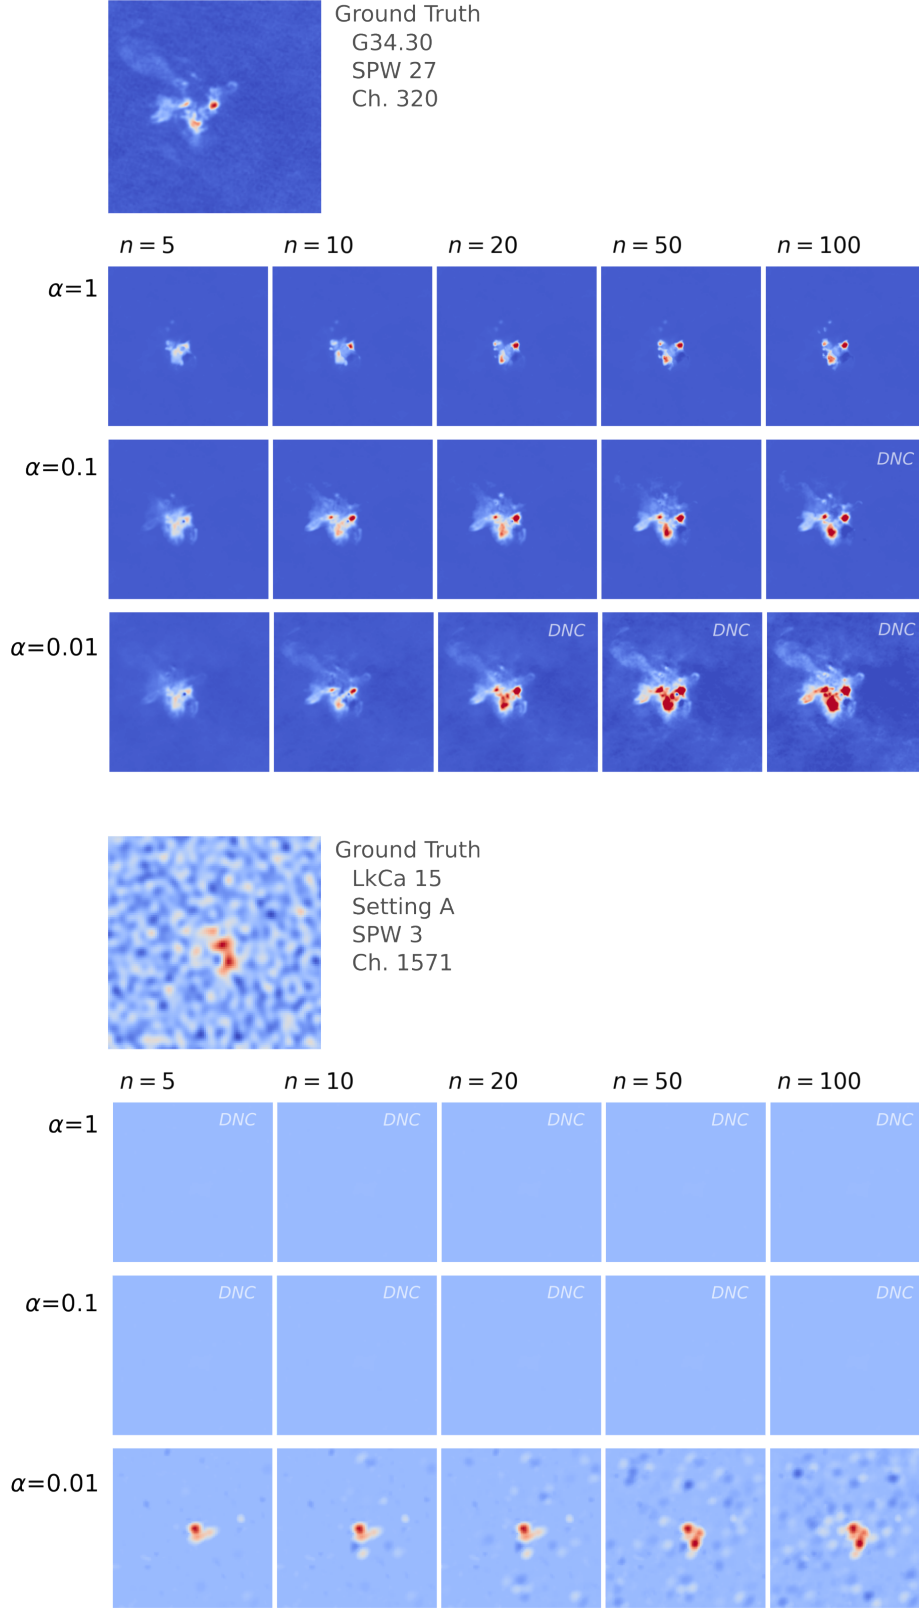 Ground Truth
G34.30
SPW 27
Ch. 320
n = 5 n = 10 n = 20 n = 50 n = 100
α=1
α=0.1 DNC
α=0.01 DNC DNC DNC
Ground Truth
LkCa 15
Setting A
SPW 3
Ch. 1571
n = 5 n = 10 n = 20 n = 50 n = 100
α=1 DNC DNC DNC DNC DNC
α=0.1 DNC DNC DNC DNC DNC
α=0.01